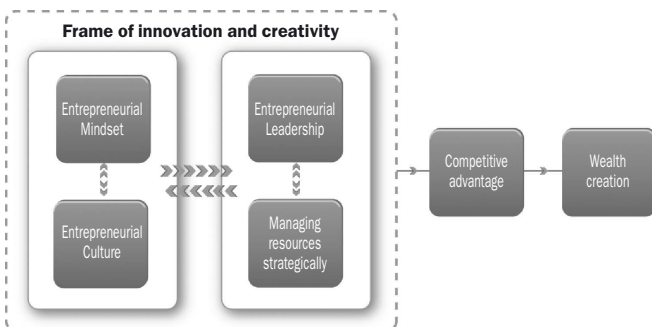 Frame of innovation and creativity
Entrepreneurial
Mindset
Entrepreneurial
Culture
Entrepreneurial
Leadership
Managing
resources
strategically
Competitive
advantage
Wealth
creation